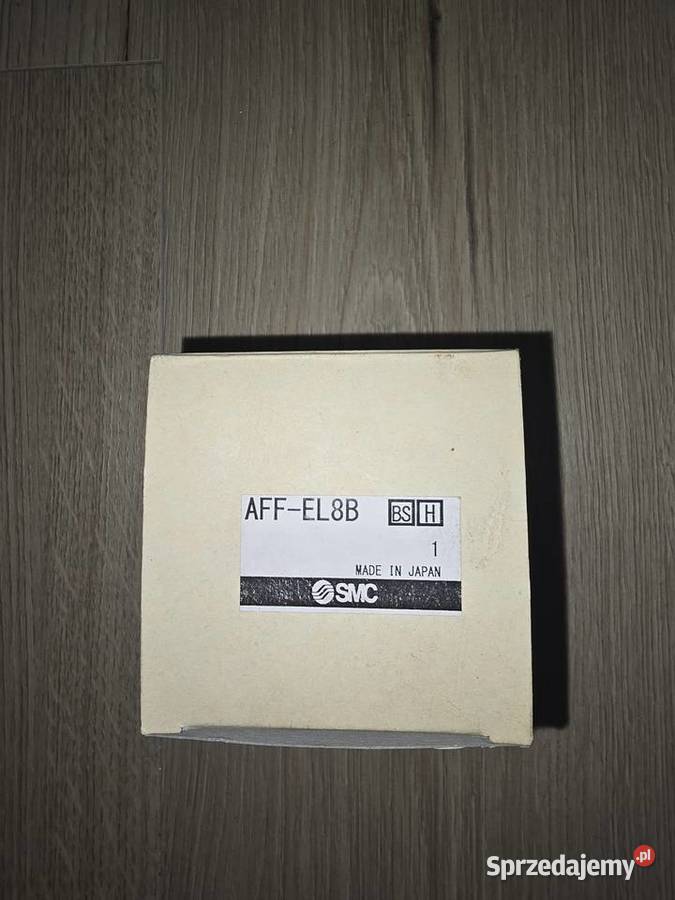 AFF-EL8B BS H
1
MADE IN JAPAN
SMC
Sprzedajemy.pl